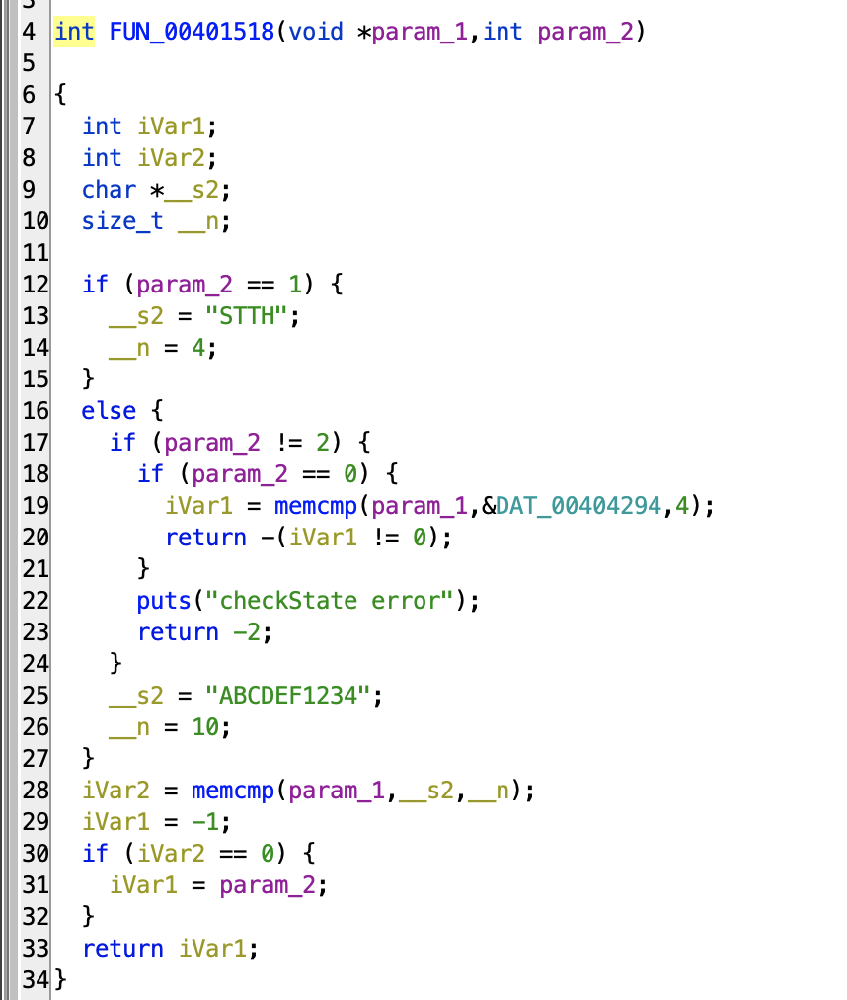 4 int FUN_00401518(void *param_1,int param_2)
5
6 {
7   int iVar1;
8   int iVar2;
9   char *__s2;
10   size_t __n;
11
12   if (param_2 == 1) {
13     __s2 = "STTH";
14     __n = 4;
15   }
16   else {
17     if (param_2 != 2) {
18       if (param_2 == 0) {
19         iVar1 = memcmp(param_1,&DAT_00404294,4);
20         return -(iVar1 != 0);
21       }
22       puts("checkState error");
23       return -2;
24     }
25     __s2 = "ABCDEF1234";
26     __n = 10;
27   }
28   iVar2 = memcmp(param_1,__s2,__n);
29   iVar1 = -1;
30   if (iVar2 == 0) {
31     iVar1 = param_2;
32   }
33   return iVar1;
34 }